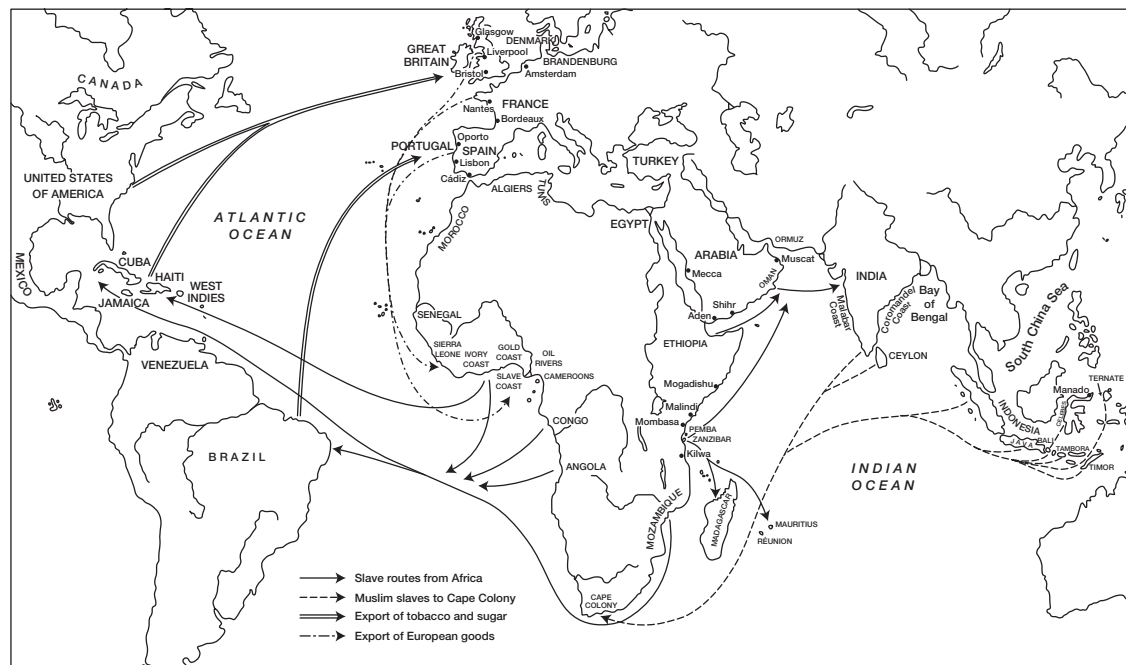 Glasgow
DENMARK
GREAT
BRITAIN
Liverpool
BRANDENBURG
Bristol
Amsterdam
CANADA
Nantes
FRANCE
Bordeaux
Oporto
PORTUGAL
SPAIN
Lisbon
Cádiz
TURKEY
UNITED STATES
OF AMERICA
ALGIERS
TUNIS
ATLANTIC
OCEAN
MOROCCO
EGYPT
ORMUZ
ARABIA
Muscat
OMAN
Mecca
INDIA
MEXICO
CUBA
HAITI
WEST
INDIES
JAMAICA
Shihr
Aden
Malabar
Coast
Coromandel
Coast
Bay
of
Bengal
South China Sea
SENEGAL
SIERRA
LEONE
IVORY
COAST
GOLD
COAST
OIL
RIVERS
SLAVE
COAST
CAMEROONS
ETHIOPIA
CEYLON
VENEZUELA
Mogadishu
Malindi
Mombasa
PEMBA
ZANZIBAR
Kilwa
Manado
TERNATE
CELEBES
INDONESIA
JAVA
BALI
TAMBORA
TIMOR
CONGO
BRAZIL
ANGOLA
INDIAN
OCEAN
MOZAMBIQUE
MADAGASCAR
MAURITIUS
RÉUNION
CAPE
COLONY
Slave routes from Africa
Muslim slaves to Cape Colony
Export of tobacco and sugar
Export of European goods